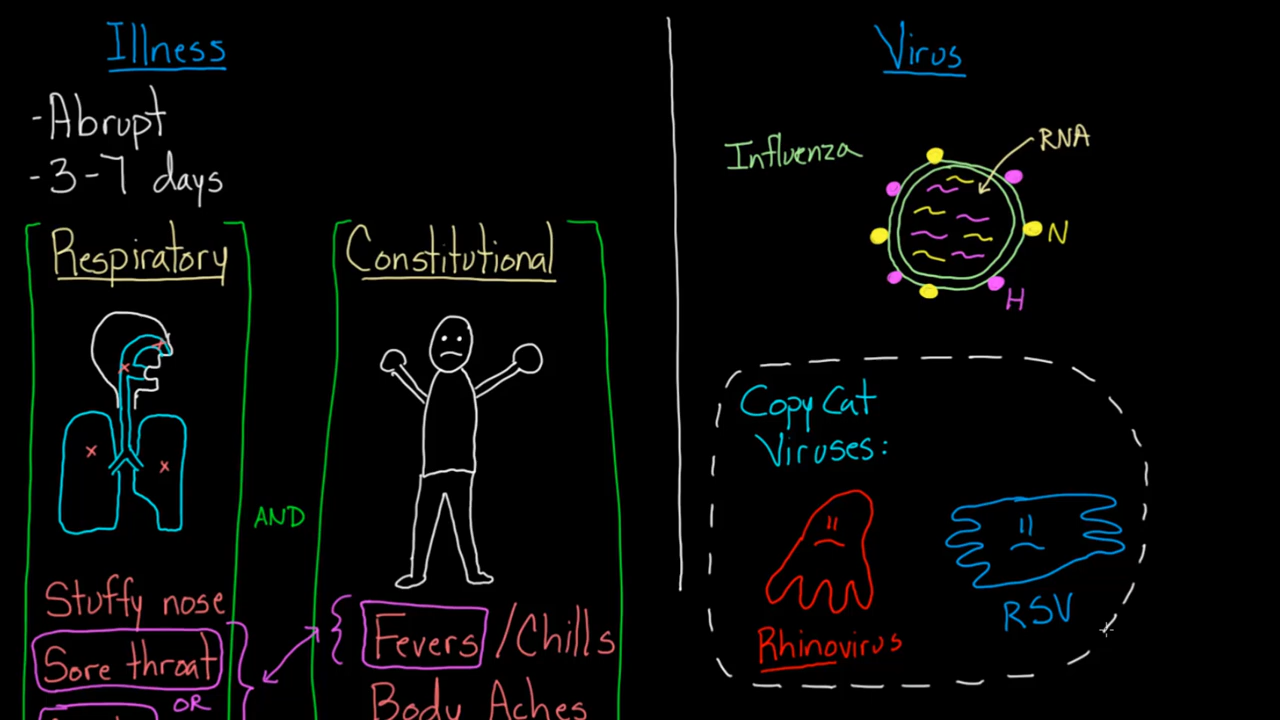 Illness
-Abrupt
-3-7 days
Respiratory
Constitutional
AND
Stuffy nose
Sore throat
OR
Fevers/Chills
Body Aches
Virus
Influenza
RNA
N
H
Copy Cat
Viruses:
Rhinovirus
RSV